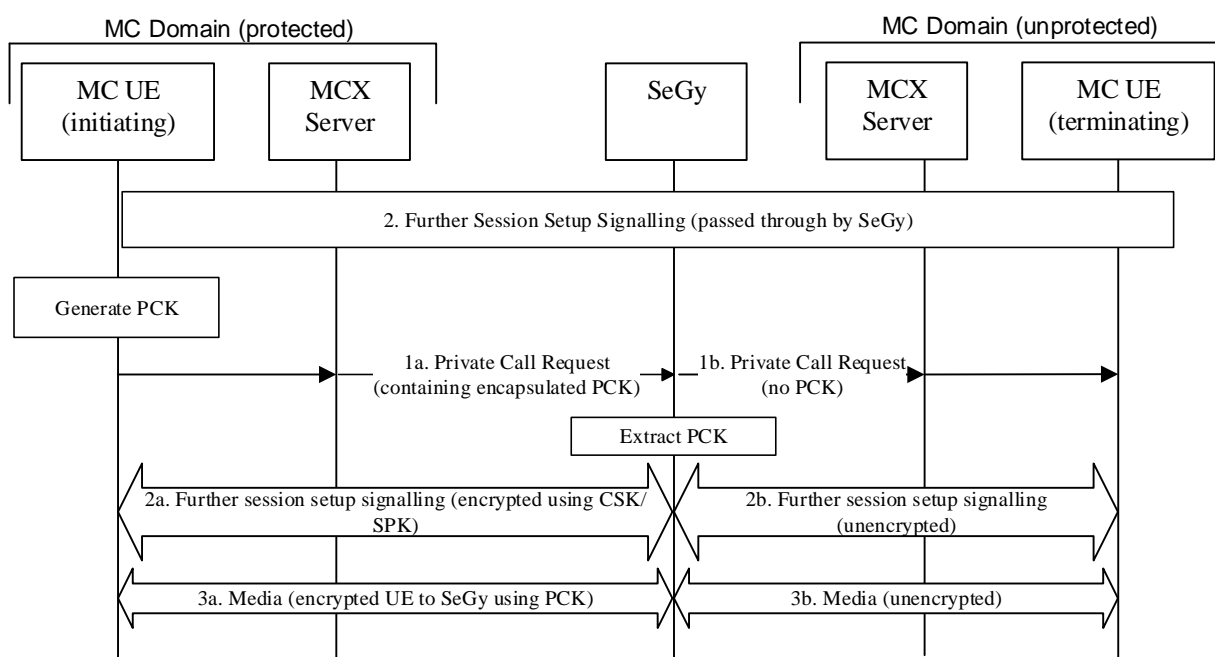 MC Domain (protected)
MC Domain (unprotected)
MC UE
(initiating)
MCX
Server
SeGy
MCX
Server
MC UE
(terminating)
2. Further Session Setup Signalling (passed through by SeGy)
Generate PCK
1a. Private Call Request
(containing encapsulated PCK)
1b. Private Call Request
(no PCK)
Extract PCK
2a. Further session setup signalling (encrypted using CSK/
SPK)
2b. Further session setup signalling
(unencrypted)
3a. Media (encrypted UE to SeGy using PCK)
3b. Media (unencrypted)